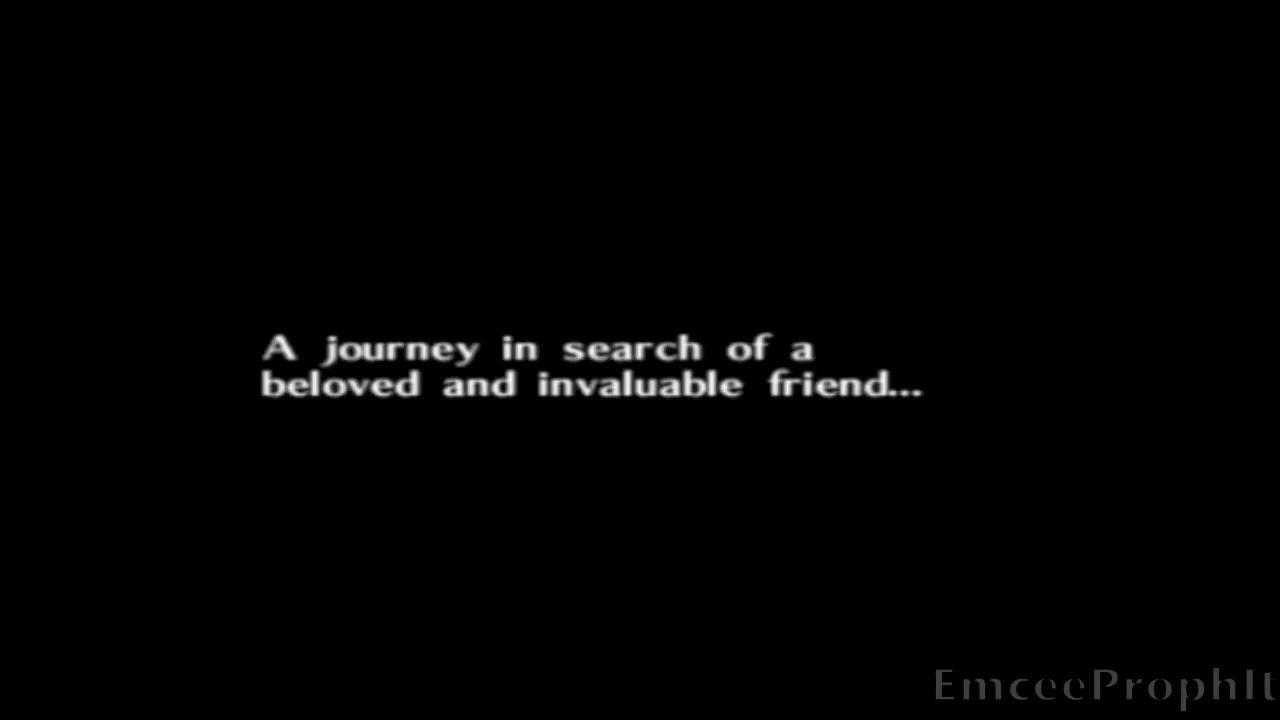 A journey in search of a
beloved and invaluable friend...
EmceeProphIt